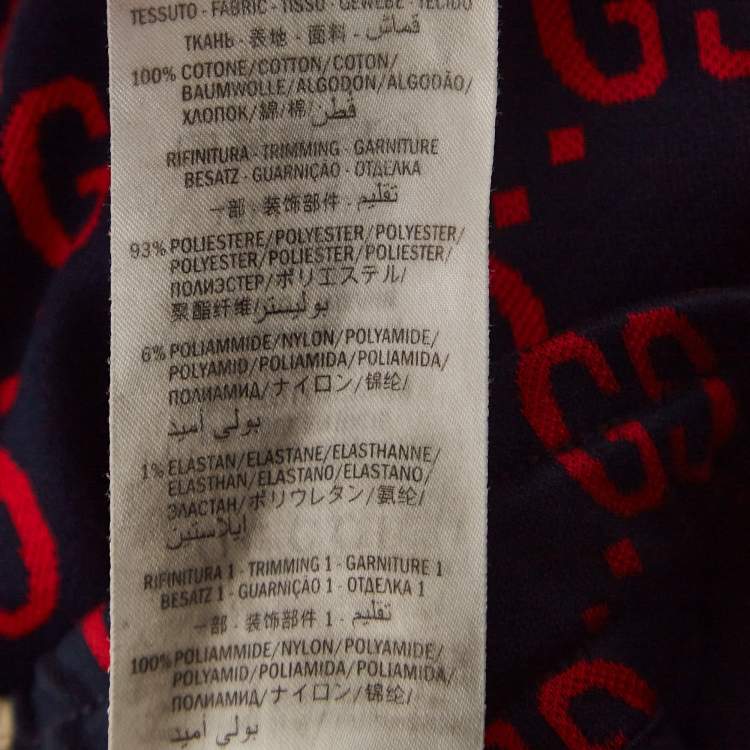 TESSUTO - FABRIC - TISSU - GEWEBE - TECIDO
ТКАНЬ - 表地 - 面料 - قماش
100% COTONE/COTTON/COTON/
BAUMWOLLE/ALGODON/ALGODÃO/
ХЛОПОК/綿/棉/قطن
RIFINITURA - TRIMMING - GARNITURE
BESATZ - GUARNIÇÃO - ОТДЕЛКА
一部 - 装饰部件 - تقليم
93% POLIESTERE/POLYESTER/POLYESTER/
POLYESTER/POLIESTER/POLIESTER/
ПОЛИЭСТЕР/ポリエステル/
聚酯纤维/بوليستر
6% POLIAMMIDE/NYLON/POLYAMIDE/
POLYAMID/POLIAMIDA/POLIAMIDA/
ПОЛИАМИД/ナイロン/锦纶/
بولي أميد
1% ELASTAN/ELASTANE/ELASTHANNE/
ELASTHAN/ELASTANO/ELASTANO/
ЭЛАСТАН/ポリウレタン/氨纶/
ايلاستين
RIFINITURA 1 - TRIMMING 1 - GARNITURE 1
BESATZ 1 - GUARNIÇÃO 1 - ОТДЕЛКА 1
一部 - 装饰部件 1 - تقليم
100% POLIAMMIDE/NYLON/POLYAMIDE/
POLYAMID/POLIAMIDA/POLIAMIDA/
ПОЛИАМИД/ナイロン/锦纶/
بولي أميد